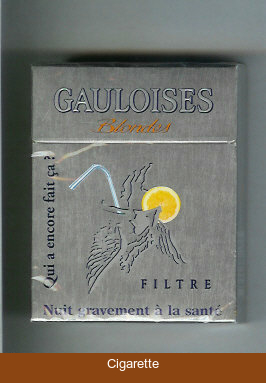 GAULOISES
Blondes
Qui a encore fait ça ?
FILTRE
Nuit gravement à la santé
Cigarette